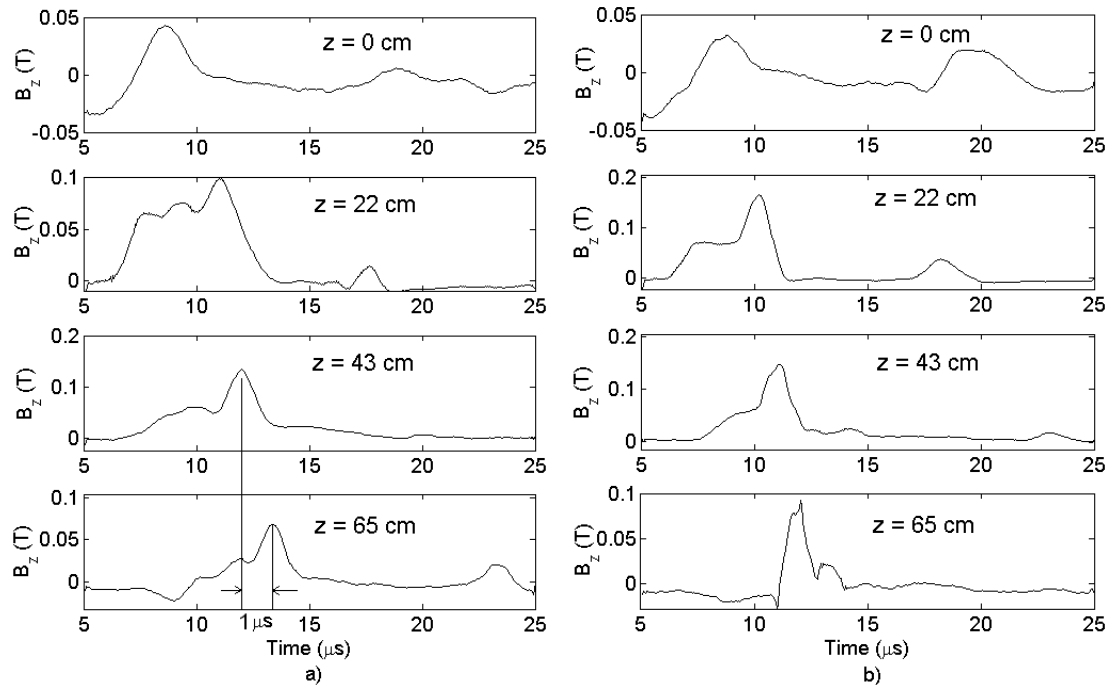 0.05
0
-0.05
B_z (T)
z = 0 cm
5 10 15 20 25
0.1
0.05
0
B_z (T)
z = 22 cm
5 10 15 20 25
0.2
0.1
0
B_z (T)
z = 43 cm
5 10 15 20 25
0.1
0.05
0
B_z (T)
z = 65 cm
5 10 15 20 25
1 μs
Time (μs)
a)
0.05
0
-0.05
B_z (T)
z = 0 cm
5 10 15 20 25
0.2
0.1
0
B_z (T)
z = 22 cm
5 10 15 20 25
0.2
0.1
0
B_z (T)
z = 43 cm
5 10 15 20 25
0.1
0.05
0
B_z (T)
z = 65 cm
5 10 15 20 25
Time (μs)
b)